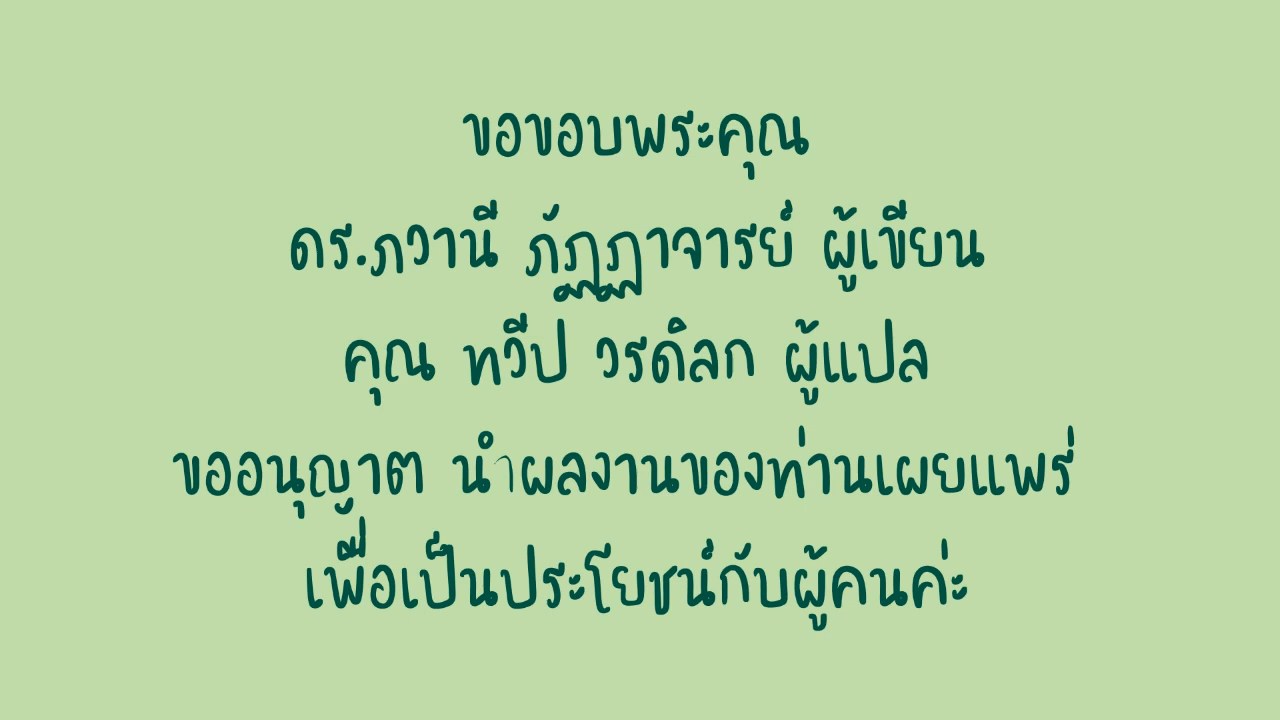 ขอขอบพระคุณ
ดร.ภวานี ภัฏฏาจารย์ ผู้เขียน
คุณ ทวีป วรดิลก ผู้แปล
ขออนุญาต นำผลงานของท่านเผยแพร่
เพื่อเป็นประโยชน์กับผู้คนค่ะ